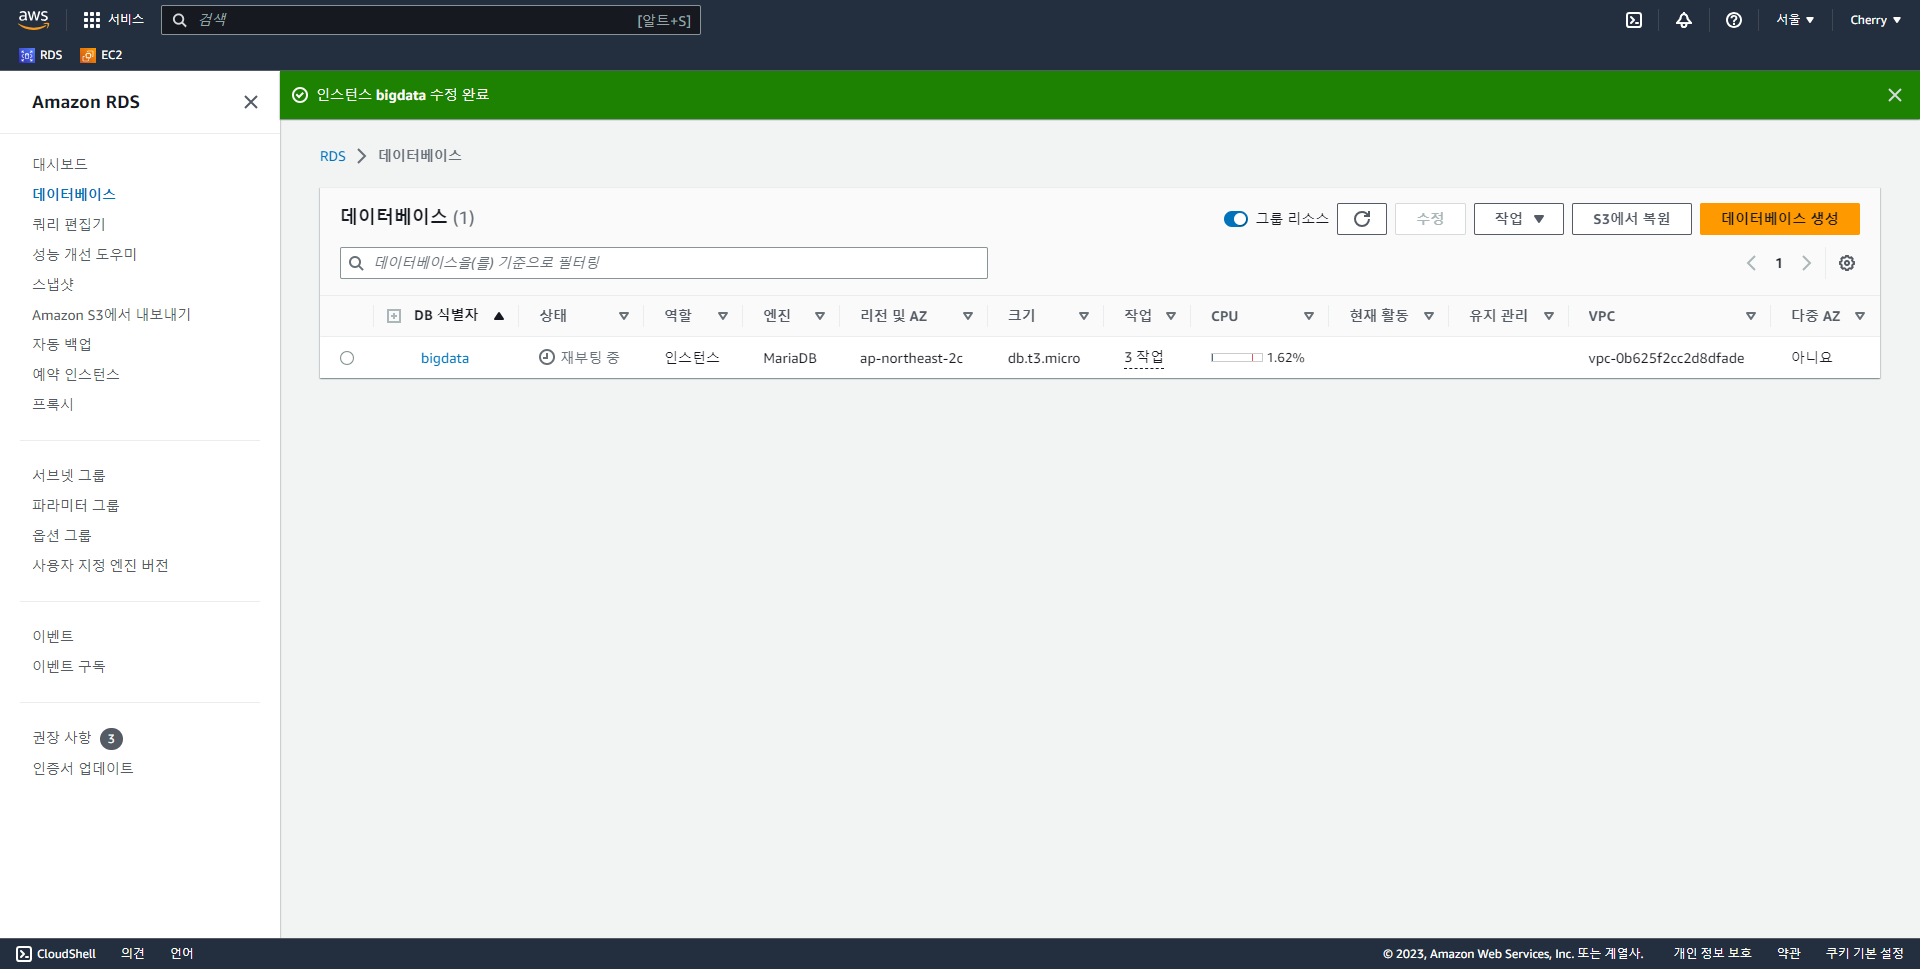 aws 서비스 검색 [알트+S] 서울 ▼ Cherry ▼
RDS EC2
Amazon RDS
대시보드
데이터베이스
쿼리 편집기
성능 개선 도우미
스냅샷
Amazon S3에서 내보내기
자동 백업
예약 인스턴스
프록시
서브넷 그룹
파라미터 그룹
옵션 그룹
사용자 지정 엔진 버전
이벤트
이벤트 구독
권장 사항 3
인증서 업데이트
인스턴스 bigdata 수정 완료
RDS > 데이터베이스
데이터베이스 (1) 그룹 리소스 수정 작업 ▼ S3에서 복원 데이터베이스 생성
데이터베이스을(를) 기준으로 필터링 1
DB 식별자 상태 역할 엔진 리전 및 AZ 크기 작업 CPU 현재 활동 유지 관리 VPC 다중 AZ
bigdata 재부팅 중 인스턴스 MariaDB ap-northeast-2c db.t3.micro 3 작업 1.62% vpc-0b625f2cc2d8dfade 아니요
CloudShell 의견 언어 © 2023, Amazon Web Services, Inc. 또는 계열사. 개인 정보 보호 약관 쿠키 기본 설정